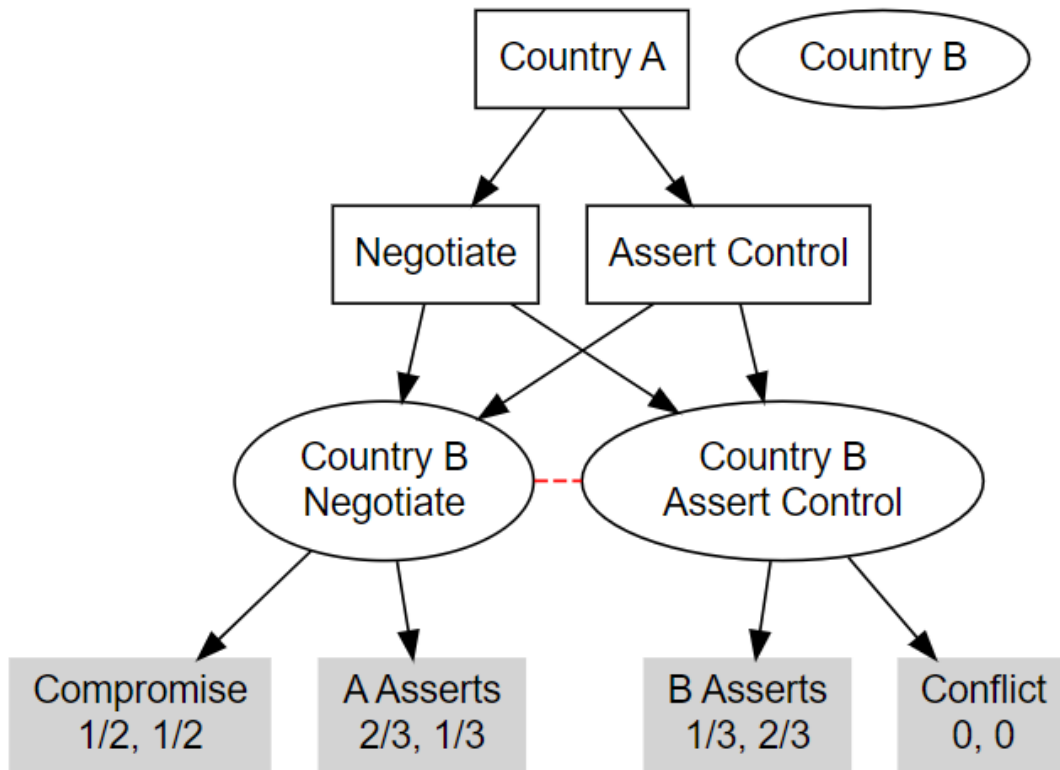 Country A
Country B
Negotiate
Assert Control
Country B
Negotiate
Country B
Assert Control
Compromise
1/2, 1/2
A Asserts
2/3, 1/3
B Asserts
1/3, 2/3
Conflict
0, 0